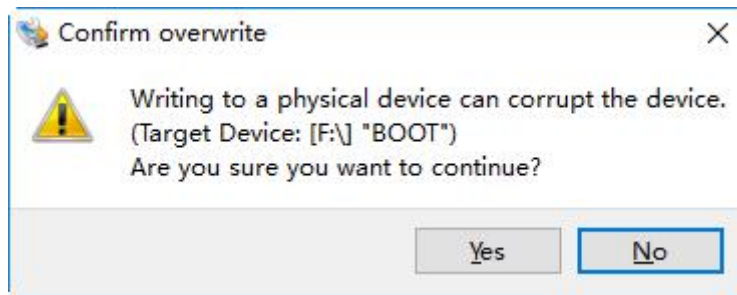 Confirm overwrite
Writing to a physical device can corrupt the device.
(Target Device: [F:\] "BOOT")
Are you sure you want to continue?
Yes
No